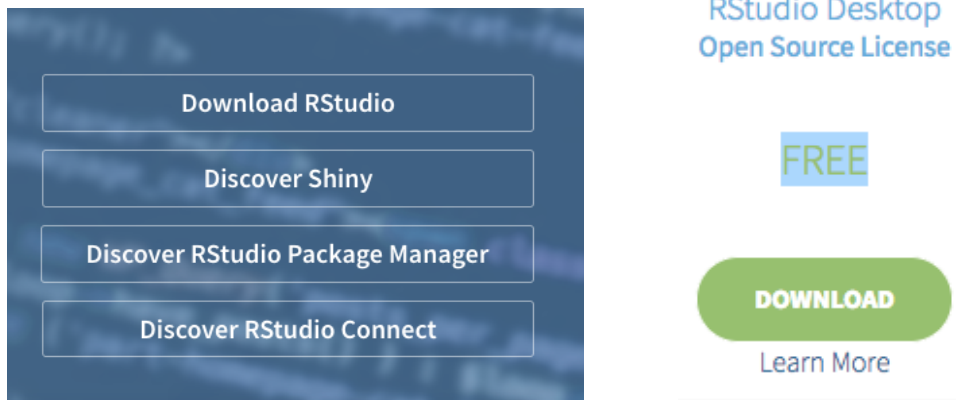 Download RStudio
Discover Shiny
Discover RStudio Package Manager
Discover RStudio Connect
RStudio Desktop
Open Source License
FREE
DOWNLOAD
Learn More